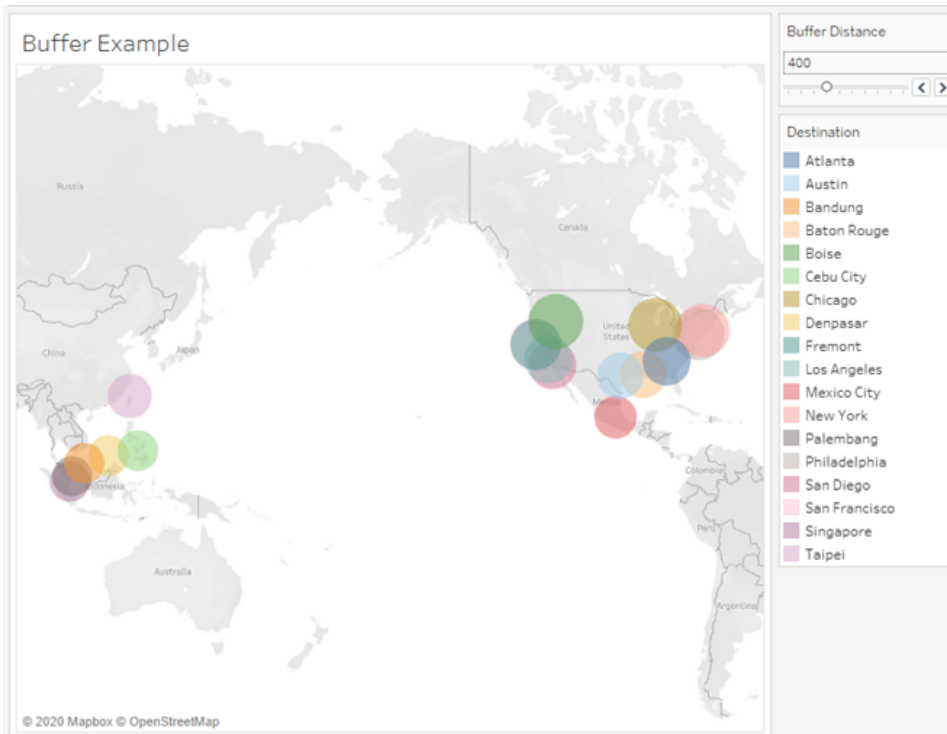 Buffer Example
Russia
China
Japan
Indonesia
Australia
Canada
United
States
Mexico
Colombia
Peru
Argentina
© 2020 Mapbox © OpenStreetMap
Buffer Distance
400
Destination
Atlanta
Austin
Bandung
Baton Rouge
Boise
Cebu City
Chicago
Denpasar
Fremont
Los Angeles
Mexico City
New York
Palembang
Philadelphia
San Diego
San Francisco
Singapore
Taipei